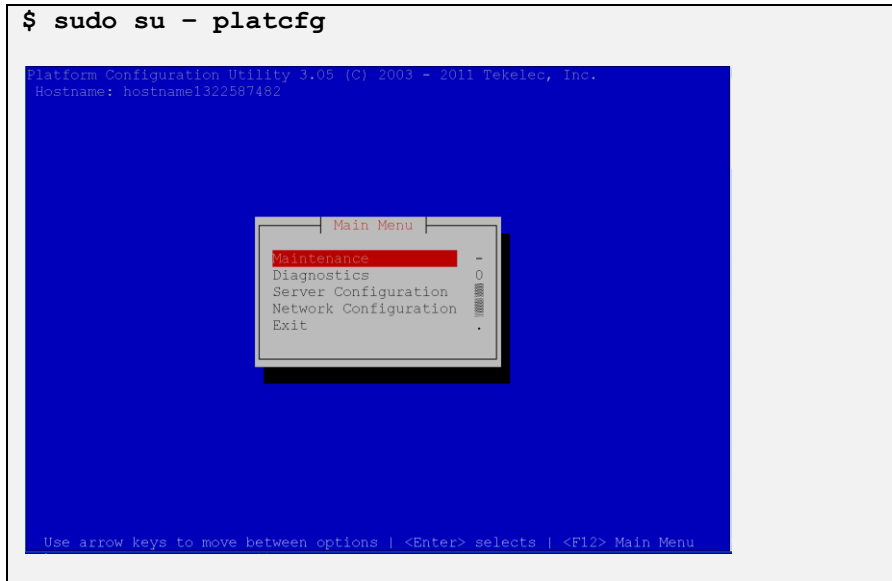 $ sudo su – platcfg
Platform Configuration Utility 3.05 (C) 2003 - 2011 Tekelec, Inc.
Hostname: hostname1322587482
Main Menu
Maintenance
Diagnostics
Server Configuration
Network Configuration
Exit
Use arrow keys to move between options | <Enter> selects | <F12> Main Menu